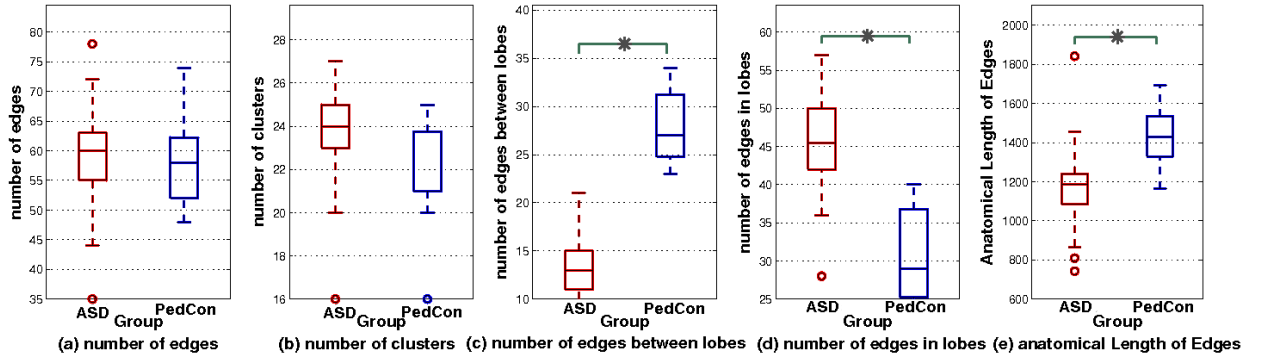 number of edges
80
75
70
65
60
55
50
45
40
35
ASD
PedCon
Group
(a) number of edges
number of clusters
28
26
24
22
20
18
16
ASD
PedCon
Group
(b) number of clusters
number of edges between lobes
40
35
30
25
20
15
10
ASD
PedCon
Group
(c) number of edges between lobes
number of edges in lobes
60
55
50
45
40
35
30
25
ASD
PedCon
Group
(d) number of edges in lobes
Anatomical Length of Edges
2000
1800
1600
1400
1200
1000
800
600
ASD
PedCon
Group
(e) anatomical Length of Edges